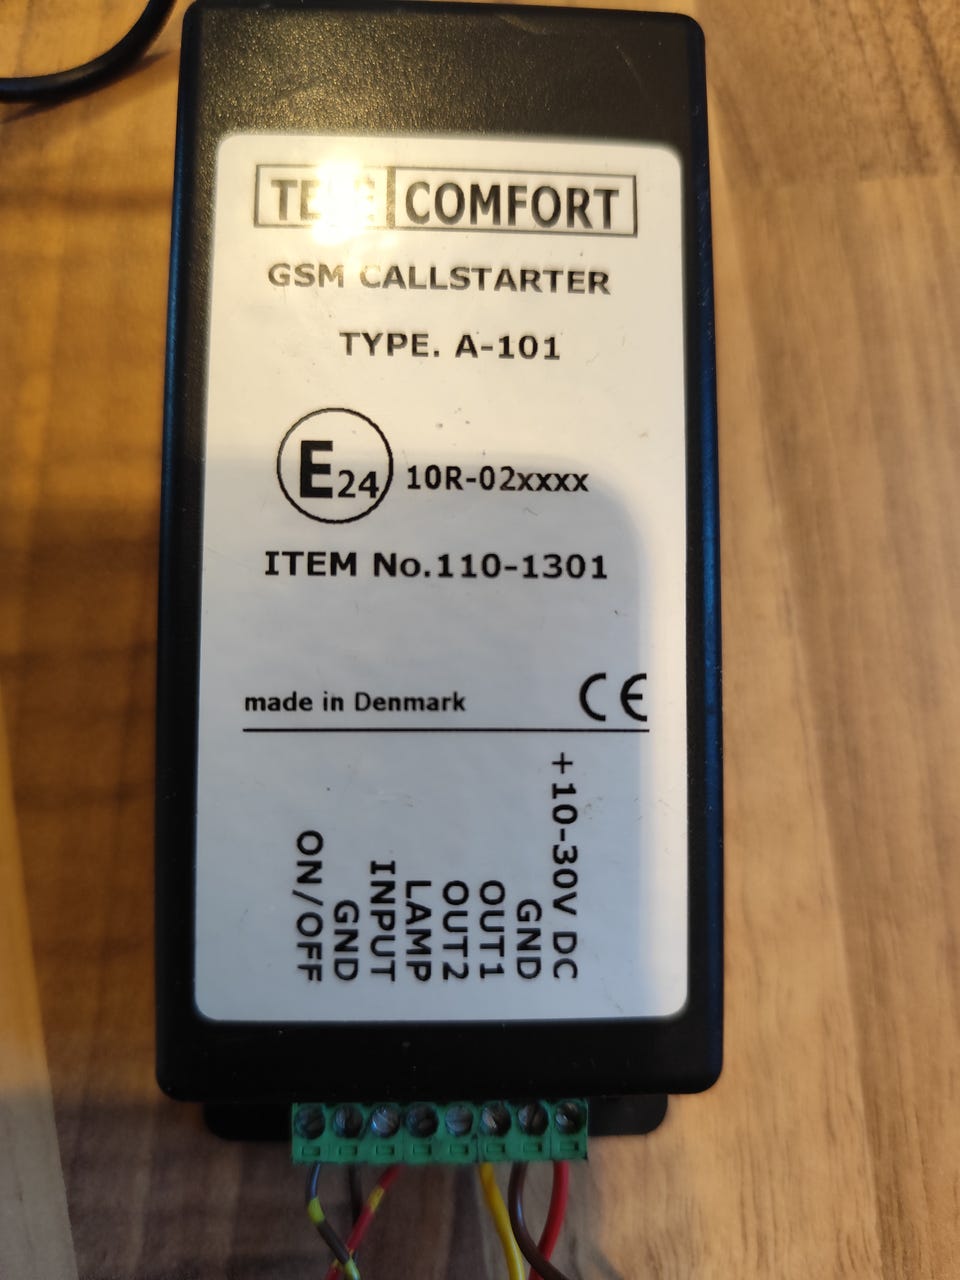 COMFORT
GSM CALLSTARTER
TYPE. A-101
E24 10R-02xxxx
ITEM No.110-1301
made in Denmark CE
ON/OFF
GND
INPUT
LAMP
OUT2
OUT1
GND
+10-30V DC